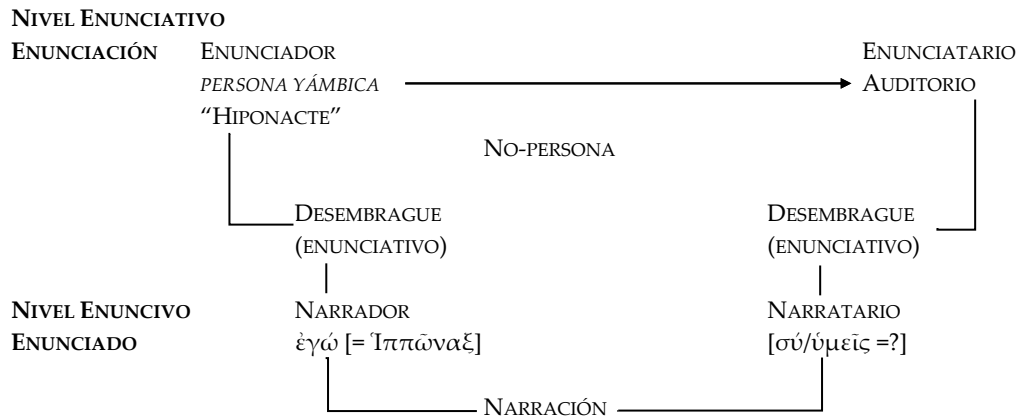 NIVEL ENUNCIATIVO
ENUNCIACIÓN ENUNCIADOR ENUNCIATARIO
PERSONA YÁMBICA AUDITORIO
“HIPONACTE”
NO-PERSONA
DESEMBRAGUE DESEMBRAGUE
(ENUNCIATIVO) (ENUNCIATIVO)
NIVEL ENUNCIVO NARRADOR NARRATARIO
ENUNCIADO ἐγώ [= Ἱππῶναξ] [σύ/ὑμεῖς =?]
NARRACIÓN